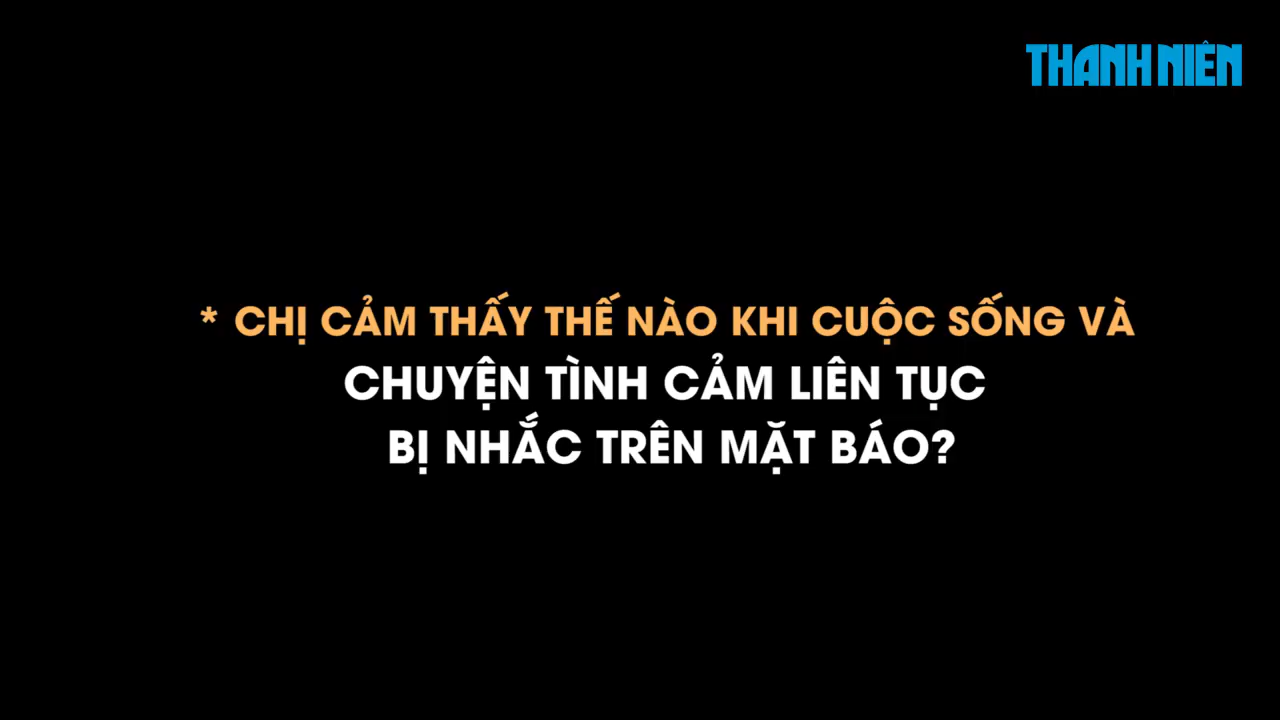 THANH NIÊN
* CHỊ CẢM THẤY THẾ NÀO KHI CUỘC SỐNG VÀ
CHUYỆN TÌNH CẢM LIÊN TỤC
BỊ NHẮC TRÊN MẶT BÁO?